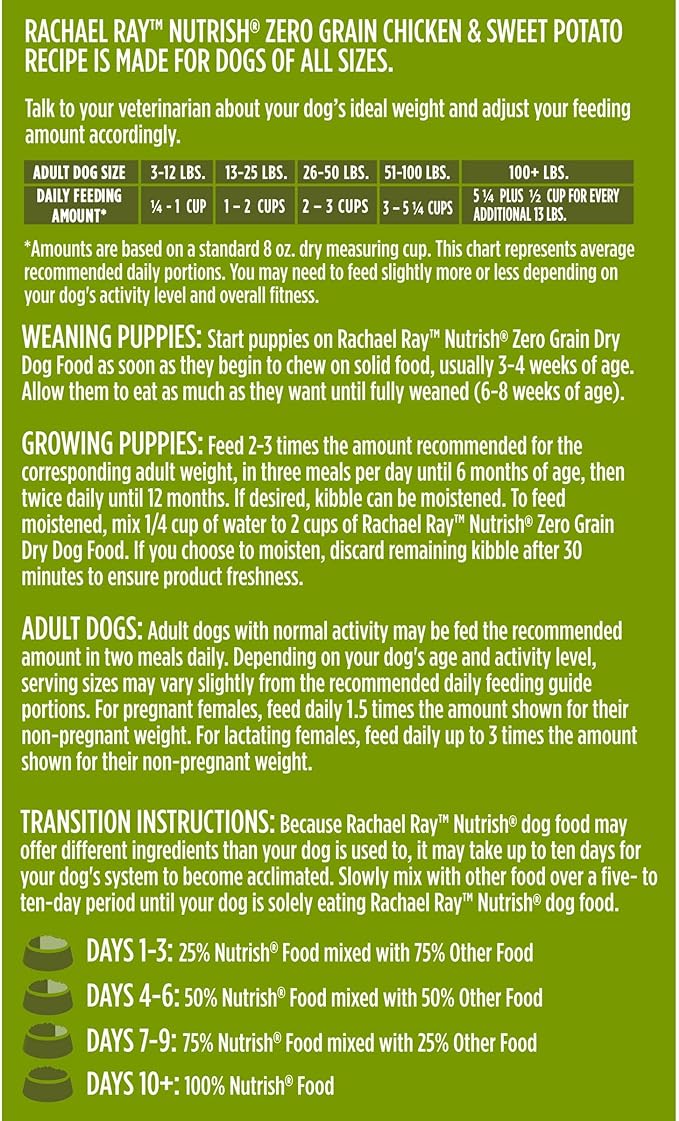 RACHAEL RAY™ NUTRISH® ZERO GRAIN CHICKEN & SWEET POTATO
RECIPE IS MADE FOR DOGS OF ALL SIZES.
Talk to your veterinarian about your dog's ideal weight and adjust your feeding
amount accordingly.
ADULT DOG SIZE 3-12 LBS. 13-25 LBS. 26-50 LBS. 51-100 LBS. 100+ LBS.
DAILY FEEDING AMOUNT* ¼ - 1 CUP 1 – 2 CUPS 2 – 3 CUPS 3 – 5 ¼ CUPS 5 ¼ PLUS ½ CUP FOR EVERY ADDITIONAL 13 LBS.
*Amounts are based on a standard 8 oz. dry measuring cup. This chart represents average
recommended daily portions. You may need to feed slightly more or less depending on
your dog's activity level and overall fitness.
WEANING PUPPIES: Start puppies on Rachael Ray™ Nutrish® Zero Grain Dry
Dog Food as soon as they begin to chew on solid food, usually 3-4 weeks of age.
Allow them to eat as much as they want until fully weaned (6-8 weeks of age).
GROWING PUPPIES: Feed 2-3 times the amount recommended for the
corresponding adult weight, in three meals per day until 6 months of age, then
twice daily until 12 months. If desired, kibble can be moistened. To feed
moistened, mix 1/4 cup of water to 2 cups of Rachael Ray™ Nutrish® Zero Grain
Dry Dog Food. If you choose to moisten, discard remaining kibble after 30
minutes to ensure product freshness.
ADULT DOGS: Adult dogs with normal activity may be fed the recommended
amount in two meals daily. Depending on your dog's age and activity level,
serving sizes may vary slightly from the recommended daily feeding guide
portions. For pregnant females, feed daily 1.5 times the amount shown for their
non-pregnant weight. For lactating females, feed daily up to 3 times the amount
shown for their non-pregnant weight.
TRANSITION INSTRUCTIONS: Because Rachael Ray™ Nutrish® dog food may
offer different ingredients than your dog is used to, it may take up to ten days for
your dog's system to become acclimated. Slowly mix with other food over a five- to
ten-day period until your dog is solely eating Rachael Ray™ Nutrish® dog food.
DAYS 1-3: 25% Nutrish® Food mixed with 75% Other Food
DAYS 4-6: 50% Nutrish® Food mixed with 50% Other Food
DAYS 7-9: 75% Nutrish® Food mixed with 25% Other Food
DAYS 10+: 100% Nutrish® Food